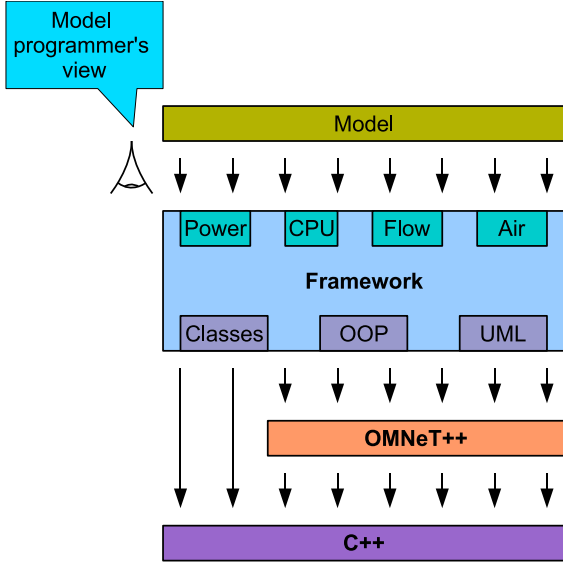 Model
programmer's
view
Model
Power CPU Flow Air
Framework
Classes OOP UML
OMNeT++
C++